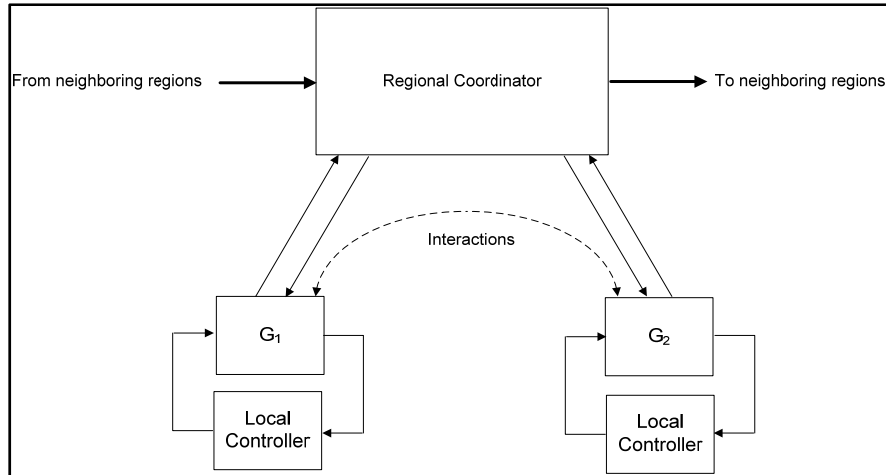 From neighboring regions
Regional Coordinator
To neighboring regions
Interactions
G₁
G₂
Local
Controller
Local
Controller